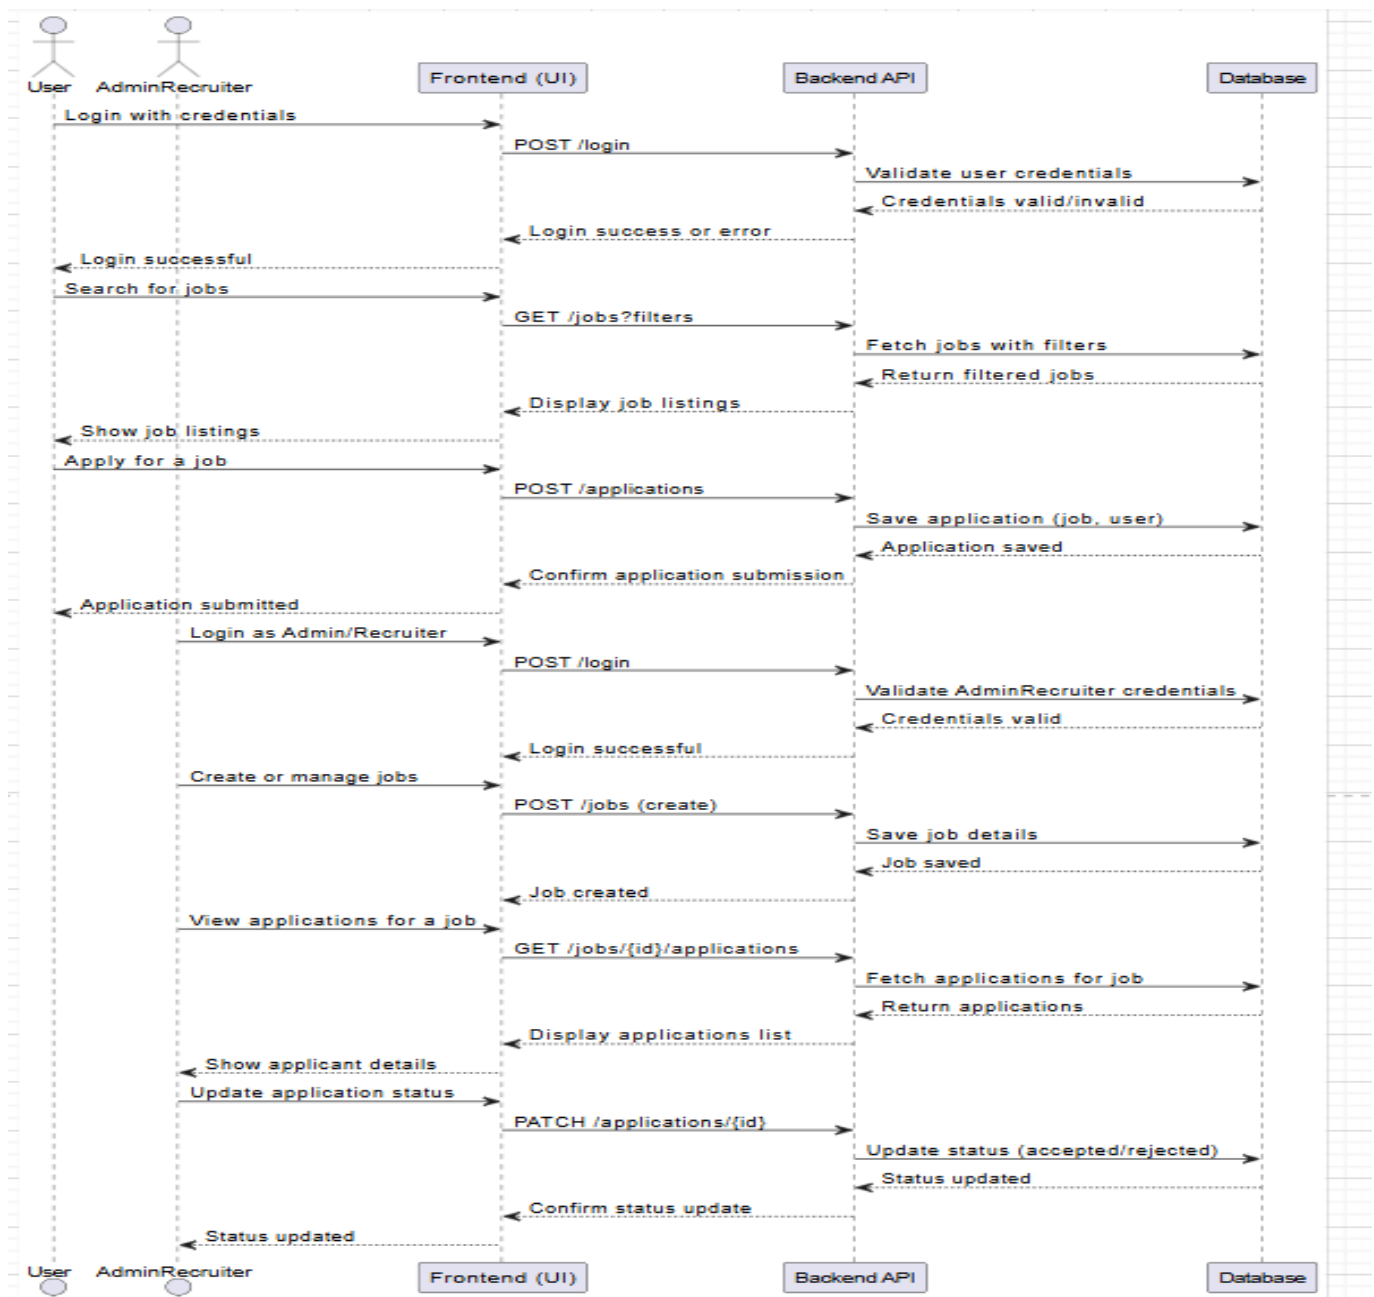 User
AdminRecruiter
Frontend (UI)
Backend API
Database
Login with credentials
POST /login
Validate user credentials
Credentials valid/invalid
Login success or error
Login successful
Search for jobs
GET /jobs?filters
Fetch jobs with filters
Return filtered jobs
Display job listings
Show job listings
Apply for a job
POST /applications
Save application (job, user)
Application saved
Confirm application submission
Application submitted
Login as Admin/Recruiter
POST /login
Validate AdminRecruiter credentials
Credentials valid
Login successful
Create or manage jobs
POST /jobs (create)
Save job details
Job saved
Job created
View applications for a job
GET /jobs/{id}/applications
Fetch applications for job
Return applications
Display applications list
Show applicant details
Update application status
PATCH /applications/{id}
Update status (accepted/rejected)
Status updated
Confirm status update
Status updated
User
AdminRecruiter
Frontend (UI)
Backend API
Database